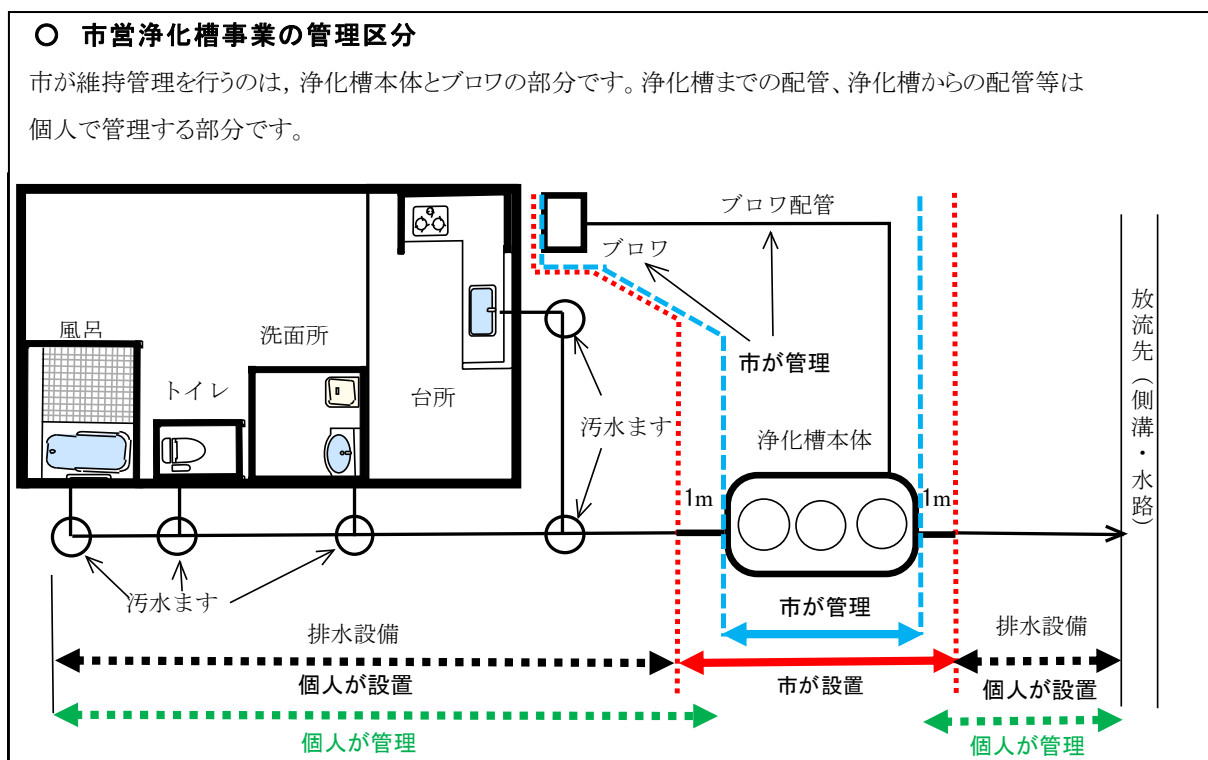 ○ 市営浄化槽事業の管理区分
市が維持管理を行うのは，浄化槽本体とブロワの部分です。浄化槽までの配管、浄化槽からの配管等は
個人で管理する部分です。
ブロワ配管
ブロワ
風呂
洗面所
トイレ
台所
市が管理
汚水ます
浄化槽本体
放流先（側溝・水路）
1m
1m
汚水ます
市が管理
排水設備
排水設備
個人が設置
市が設置
個人が設置
個人が管理
個人が管理